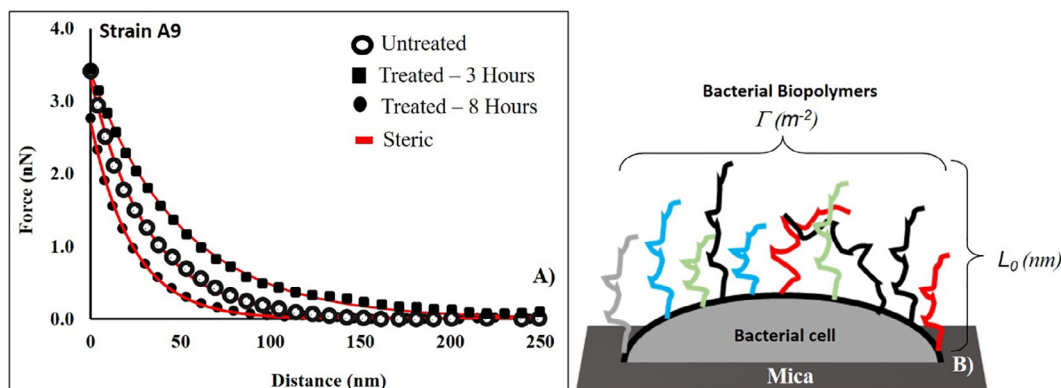 Strain A9
Untreated
Treated – 3 Hours
Treated – 8 Hours
Steric
Force (nN)
4.0
3.0
2.0
1.0
0.0
0
50
100
150
200
250
Distance (nm)
A)
Bacterial Biopolymers
Γ (m⁻²)
L₀ (nm)
Bacterial cell
Mica
B)